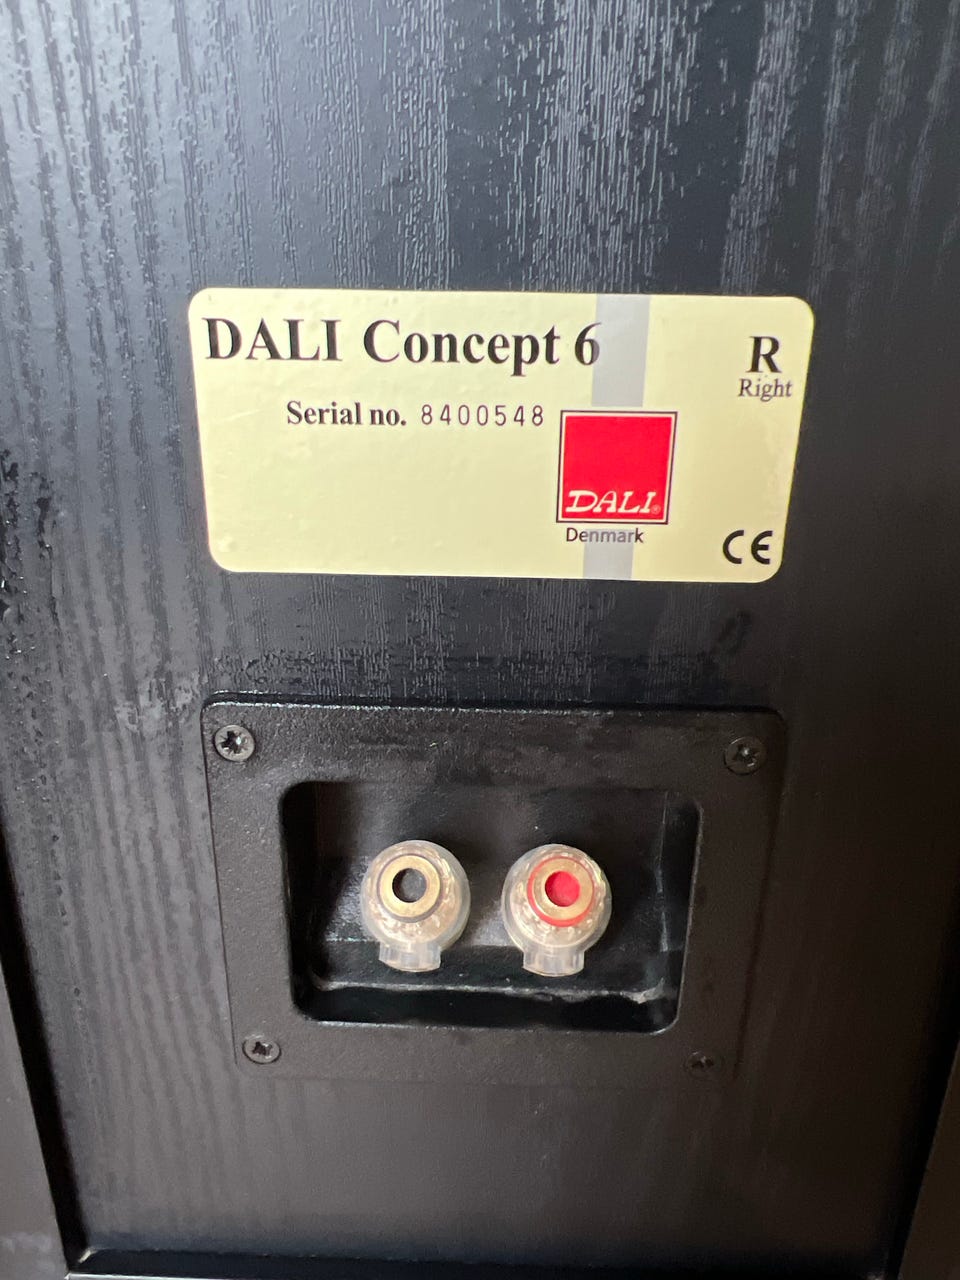 DALI Concept 6
R
Right
Serial no. 8400548
DALI®
Denmark
CE